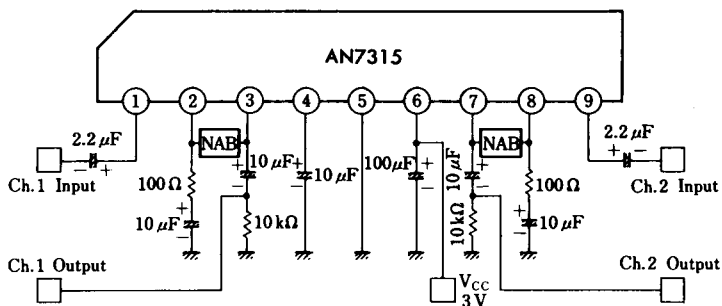 AN7315
1 2 3 4 5 6 7 8 9
2.2 μF
NAB
NAB
2.2 μF
Ch.1 Input
− +
+ −
Ch.2 Input
100 Ω
+
10 μF
−
+
10 μF
−
10 kΩ
+
10 μF
100 μF
+
−
10 μF
+
−
10 kΩ
100 Ω
+
10 μF
−
Ch.1 Output
VCC
3 V
Ch.2 Output